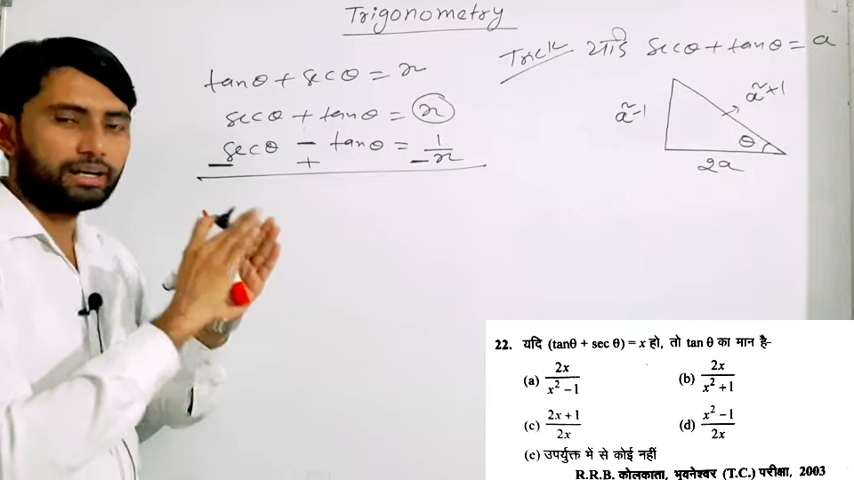 Trigonometry
tanθ + secθ = x
secθ + tanθ = x
secθ - tanθ = 1/x
- + -
Trick यदि secθ + tanθ = a
a²-1
a²+1
θ
2a
22. यदि (tanθ + sec θ) = x हो, तो tan θ का मान है-
(a) 2x/(x²-1) (b) 2x/(x²+1)
(c) (2x+1)/2x (d) (x²-1)/2x
(e) उपर्युक्त में से कोई नहीं
R.R.B. कोलकाता, भुवनेश्वर (T.C.) परीक्षा, 2003